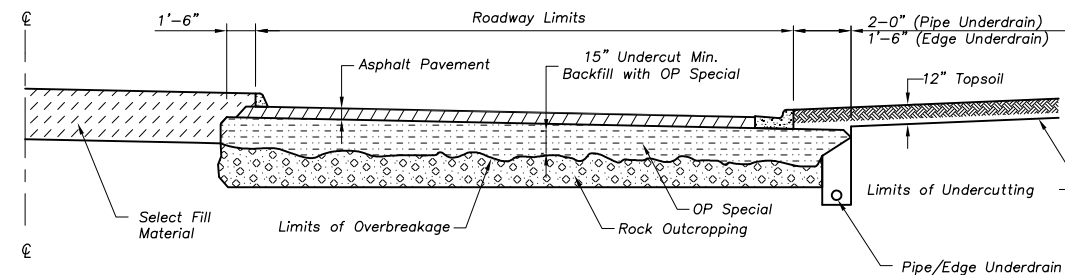 ℄
1'-6"
Roadway Limits
2-0" (Pipe Underdrain)
1'-6" (Edge Underdrain)
Asphalt Pavement
15" Undercut Min.
Backfill with OP Special
12" Topsoil
Select Fill
Material
Limits of Overbreakage
OP Special
Rock Outcropping
Limits of Undercutting
Pipe/Edge Underdrain
℄